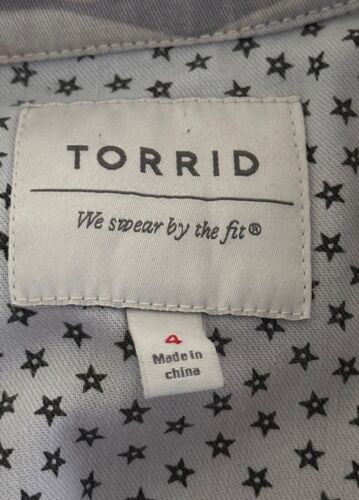 TORRID
We swear by the fit®
4
Made in
china